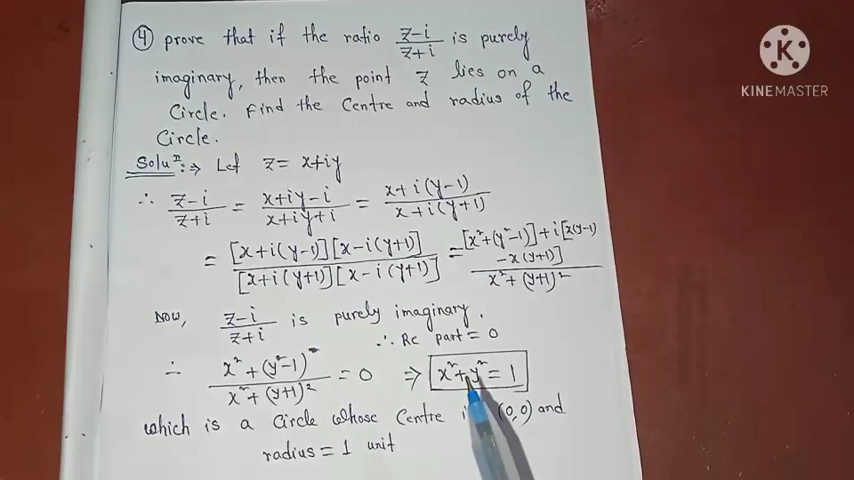 ④ prove that if the ratio (z-i)/(z+i) is purely
imaginary, then the point z lies on a
Circle. Find the Centre and radius of the
Circle.
Soluⁿ:⇒ Let z = x+iy
∴ (z-i)/(z+i) = (x+iy-i)/(x+iy+i) = (x+i(y-1))/(x+i(y+1))
= ([x+i(y-1)][x-i(y+1)])/([x+i(y+1)][x-i(y+1)]) = ([x²+(y²-1)]+i[x(y-1)-x(y+1)])/(x²+(y+1)²)
Now, (z-i)/(z+i) is purely imaginary.
∴ Re part = 0
∴ (x²+(y²-1))/(x²+(y+1)²) = 0 ⇒ x²+y² = 1
which is a Circle whose Centre (0,0) and
radius = 1 unit
K
KINEMASTER